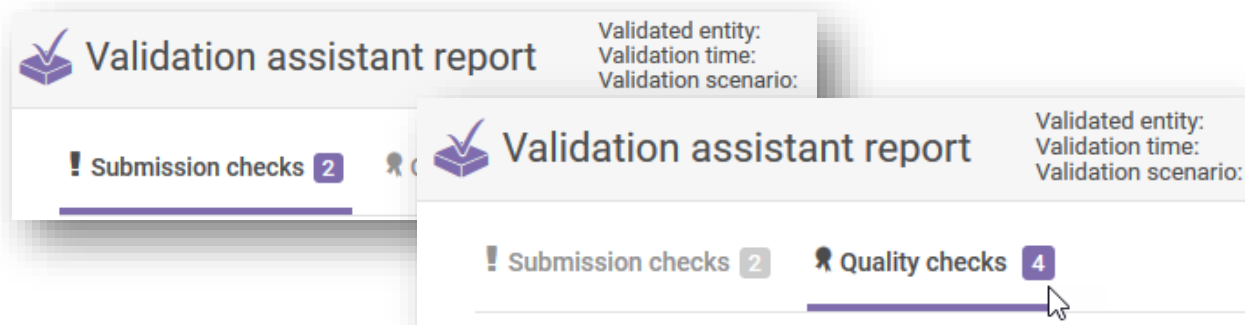 Validation assistant report
Validated entity:
Validation time:
Validation scenario:
Submission checks 2
Validation assistant report
Validated entity:
Validation time:
Validation scenario:
Submission checks 2
Quality checks 4